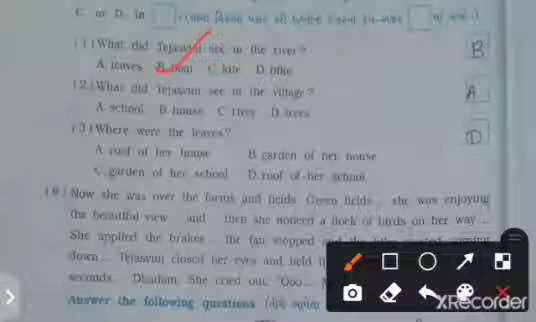 (1) What did Tejaswini see in the river? B
A. leaves B. boat C. kite D. bike
(2) What did Tejaswini see in the village? A
A. school B. house C. river D. trees
(3) Where were the leaves? D
A. roof of her house B. garden of her house
C. garden of her school D. roof of her school
(6) Now she was over the farms and fields. Green fields... she was enjoying
the beautiful view and then she noticed a flock of birds on her way...
She applied the brakes... the fan stopped and the
down... Tejaswini closed her eyes and held
seconds... Dhadam. She cried out, "Ooo...
Answer the following questions
XRecorder